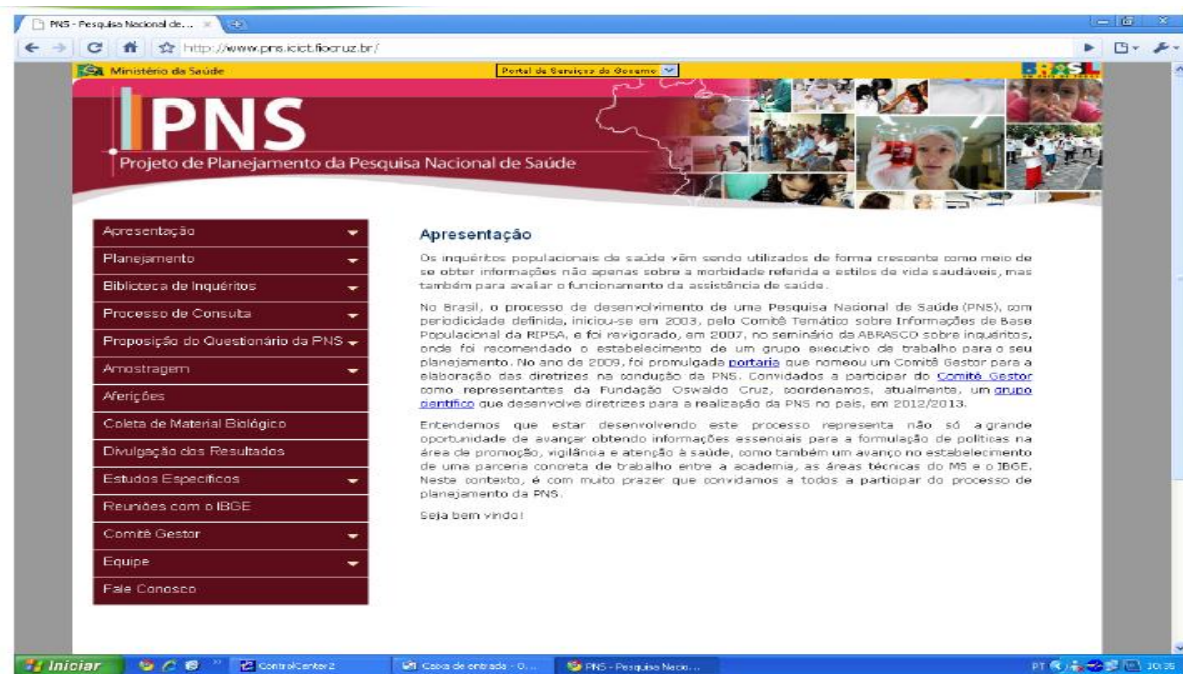 PNS - Pesquisa Nacional de...
http://www.pns.icict.fiocruz.br/
Ministério da Saúde
Portal de Serviços do Governo
BRASIL
PNS
Projeto de Planejamento da Pesquisa Nacional de Saúde
Apresentação
Planejamento
Biblioteca de Inquéritos
Processo de Consulta
Proposição do Questionário da PNS
Amostragem
Aferições
Coleta de Material Biológico
Divulgação dos Resultados
Estudos Específicos
Reuniões com o IBGE
Comitê Gestor
Equipe
Fale Conosco
Apresentação
Os inquéritos populacionais de saúde vêm sendo utilizados de forma crescente como meio de
se obter informações não apenas sobre a morbidade referida e estilos de vida saudáveis, mas
também para avaliar o funcionamento da assistência de saúde.
No Brasil, o processo de desenvolvimento de uma Pesquisa Nacional de Saúde (PNS), com
periodicidade definida, iniciou-se em 2003, pelo Comitê Temático sobre Informações de Base
Populacional da RIPSA, e foi revigorado, em 2007, no seminário da ABRASCO sobre inquéritos,
onde foi recomendado o estabelecimento de um grupo executivo de trabalho para o seu
planejamento. No ano de 2009, foi promulgada portaria que nomeou um Comitê Gestor para a
elaboração das diretrizes na condução da PNS. Convidados a participar do Comitê Gestor
como representantes da Fundação Oswaldo Cruz, coordenamos, atualmente, um grupo
científico que desenvolve diretrizes para a realização da PNS no país, em 2012/2013.
Entendemos que estar desenvolvendo este processo representa não só a grande
oportunidade de avançar obtendo informações essenciais para a formulação de políticas na
área de promoção, vigilância e atenção à saúde, como também um avanço no estabelecimento
de uma parceria concreta de trabalho entre a academia, as áreas técnicas do MS e o IBGE.
Neste contexto, é com muito prazer que convidamos a todos a participar do processo de
planejamento da PNS.
Seja bem vindo!
Iniciar
ControlCenter2
Caixa de entrada - O...
PNS - Pesquisa Nacio...
PT
10:35